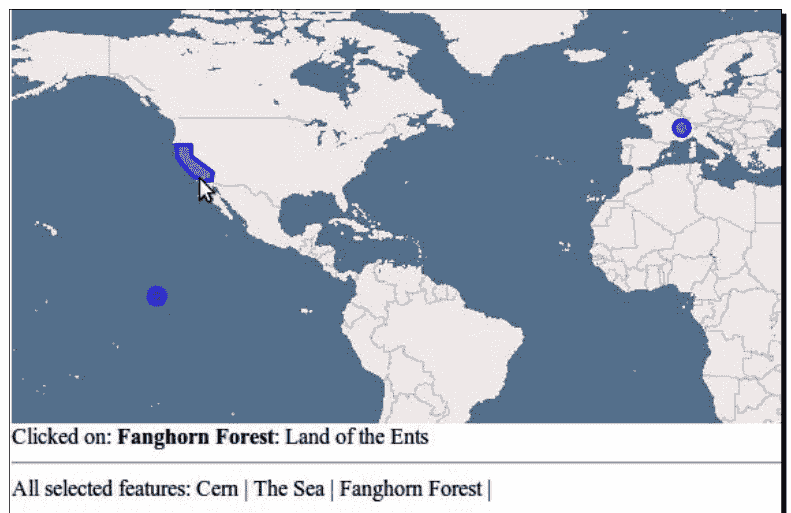 Clicked on: Fanghorn Forest: Land of the Ents
All selected features: Cern | The Sea | Fanghorn Forest |